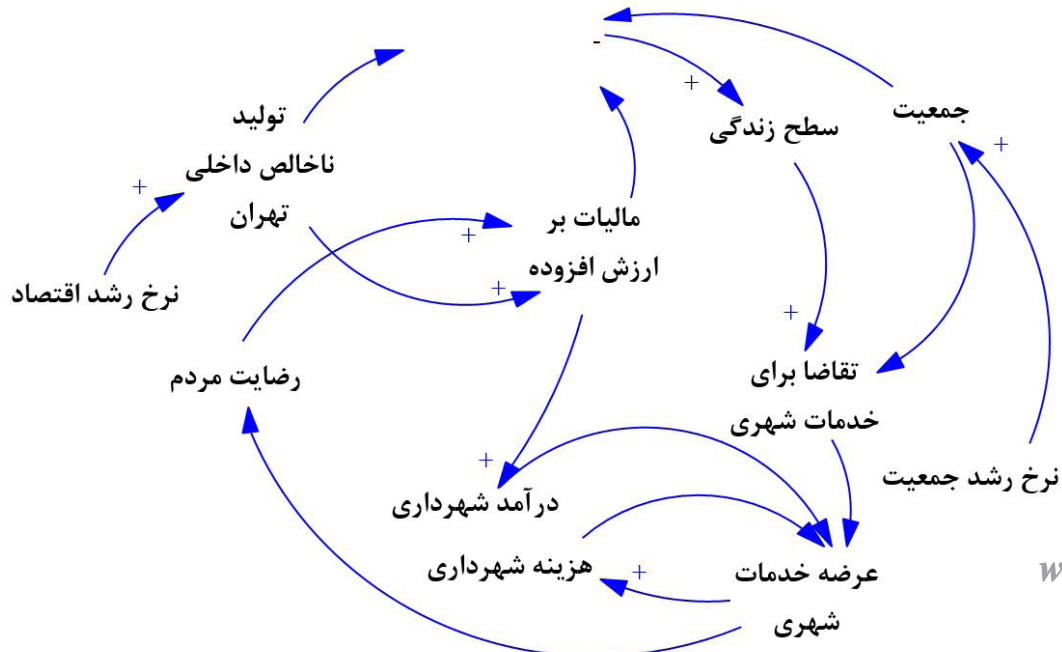 -
+
جمعیت
+
تولید
ناخالص داخلی
تهران
سطح زندگی
+
مالیات بر
ارزش افزوده
+
+
نرخ رشد اقتصاد
+
رضایت مردم
تقاضا برای
خدمات شهری
نرخ رشد جمعیت
+
درآمد شهرداری
هزینه شهرداری
+
عرضه خدمات
شهری
w